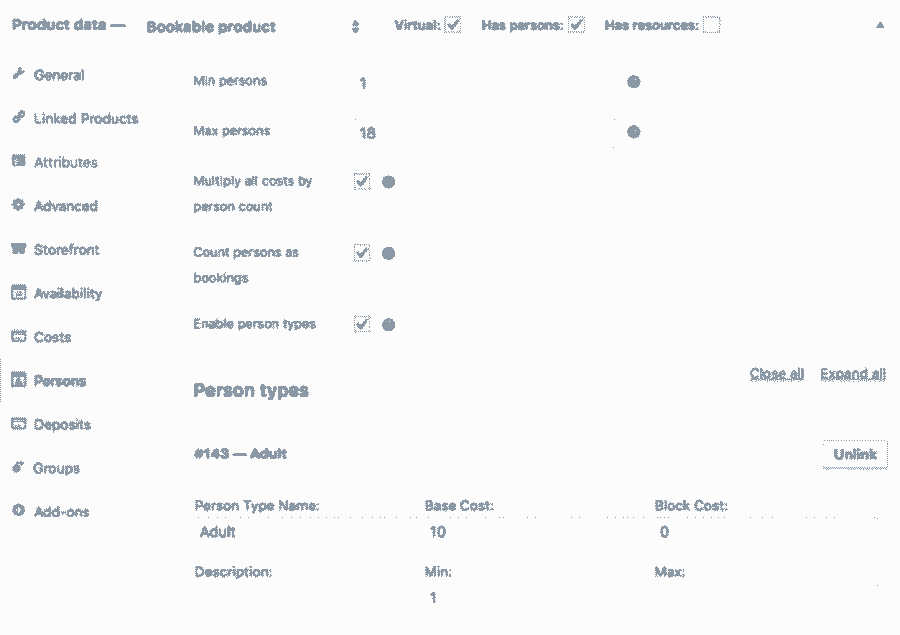 Product data — Bookable product Virtual: Has persons: Has resources:
General
Linked Products
Attributes
Advanced
Storefront
Availability
Costs
Persons
Deposits
Groups
Add-ons
Min persons 1
Max persons 18
Multiply all costs by
person count
Count persons as
bookings
Enable person types
Person types Close all Expand all
#143 — Adult Unlink
Person Type Name: Base Cost: Block Cost:
Adult 10 0
Description: Min: Max:
1